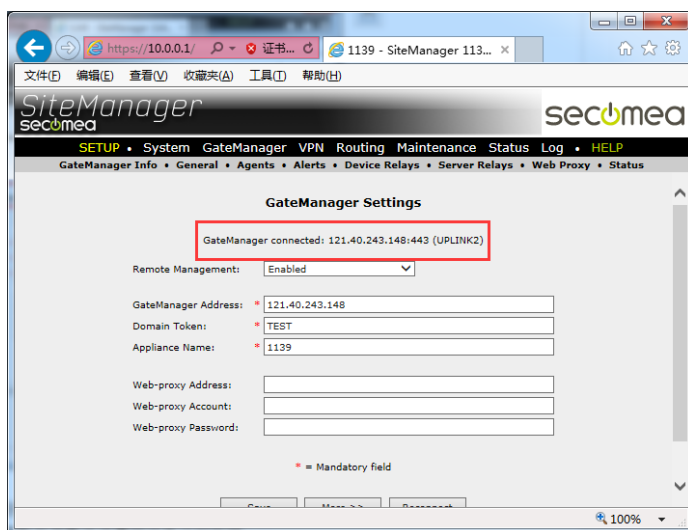 https://10.0.0.1/ 证书... 1139 - SiteManager 113...
文件(F) 编辑(E) 查看(V) 收藏夹(A) 工具(T) 帮助(H)
SiteManager
secomea
secomea
SETUP • System GateManager VPN Routing Maintenance Status Log • HELP
GateManager Info • General • Agents • Alerts • Device Relays • Server Relays • Web Proxy • Status
GateManager Settings
GateManager connected: 121.40.243.148:443 (UPLINK2)
Remote Management: Enabled
GateManager Address: * 121.40.243.148
Domain Token: * TEST
Appliance Name: * 1139
Web-proxy Address:
Web-proxy Account:
Web-proxy Password:
* = Mandatory field
Save More >> Reconnect
100%